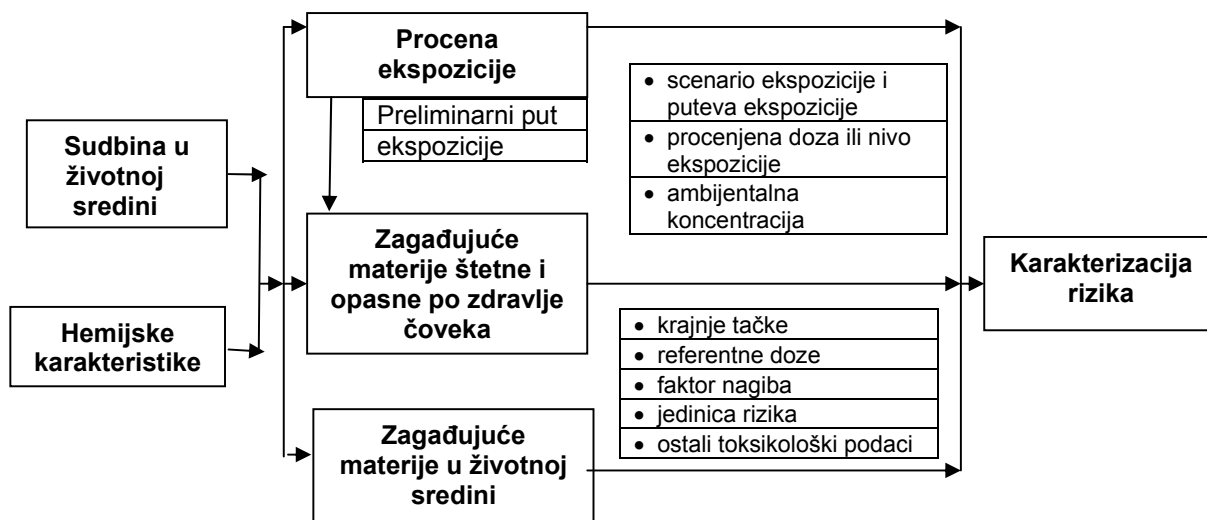 Procena
ekspozicije
Preliminarni put
ekspozicije
Sudbina u
životnoj
sredini
Hemijske
karakteristike
Zagađujuće
materije štetne i
opasne po zdravlje
čoveka
Zagađujuće
materije u životnoj
sredini
• scenario ekspozicije i
puteva ekspozicije
• procenjena doza ili nivo
ekspozicije
• ambijentalna
koncentracija
• krajnje tačke
• referentne doze
• faktor nagiba
• jedinica rizika
• ostali toksikološki podaci
Karakterizacija
rizika